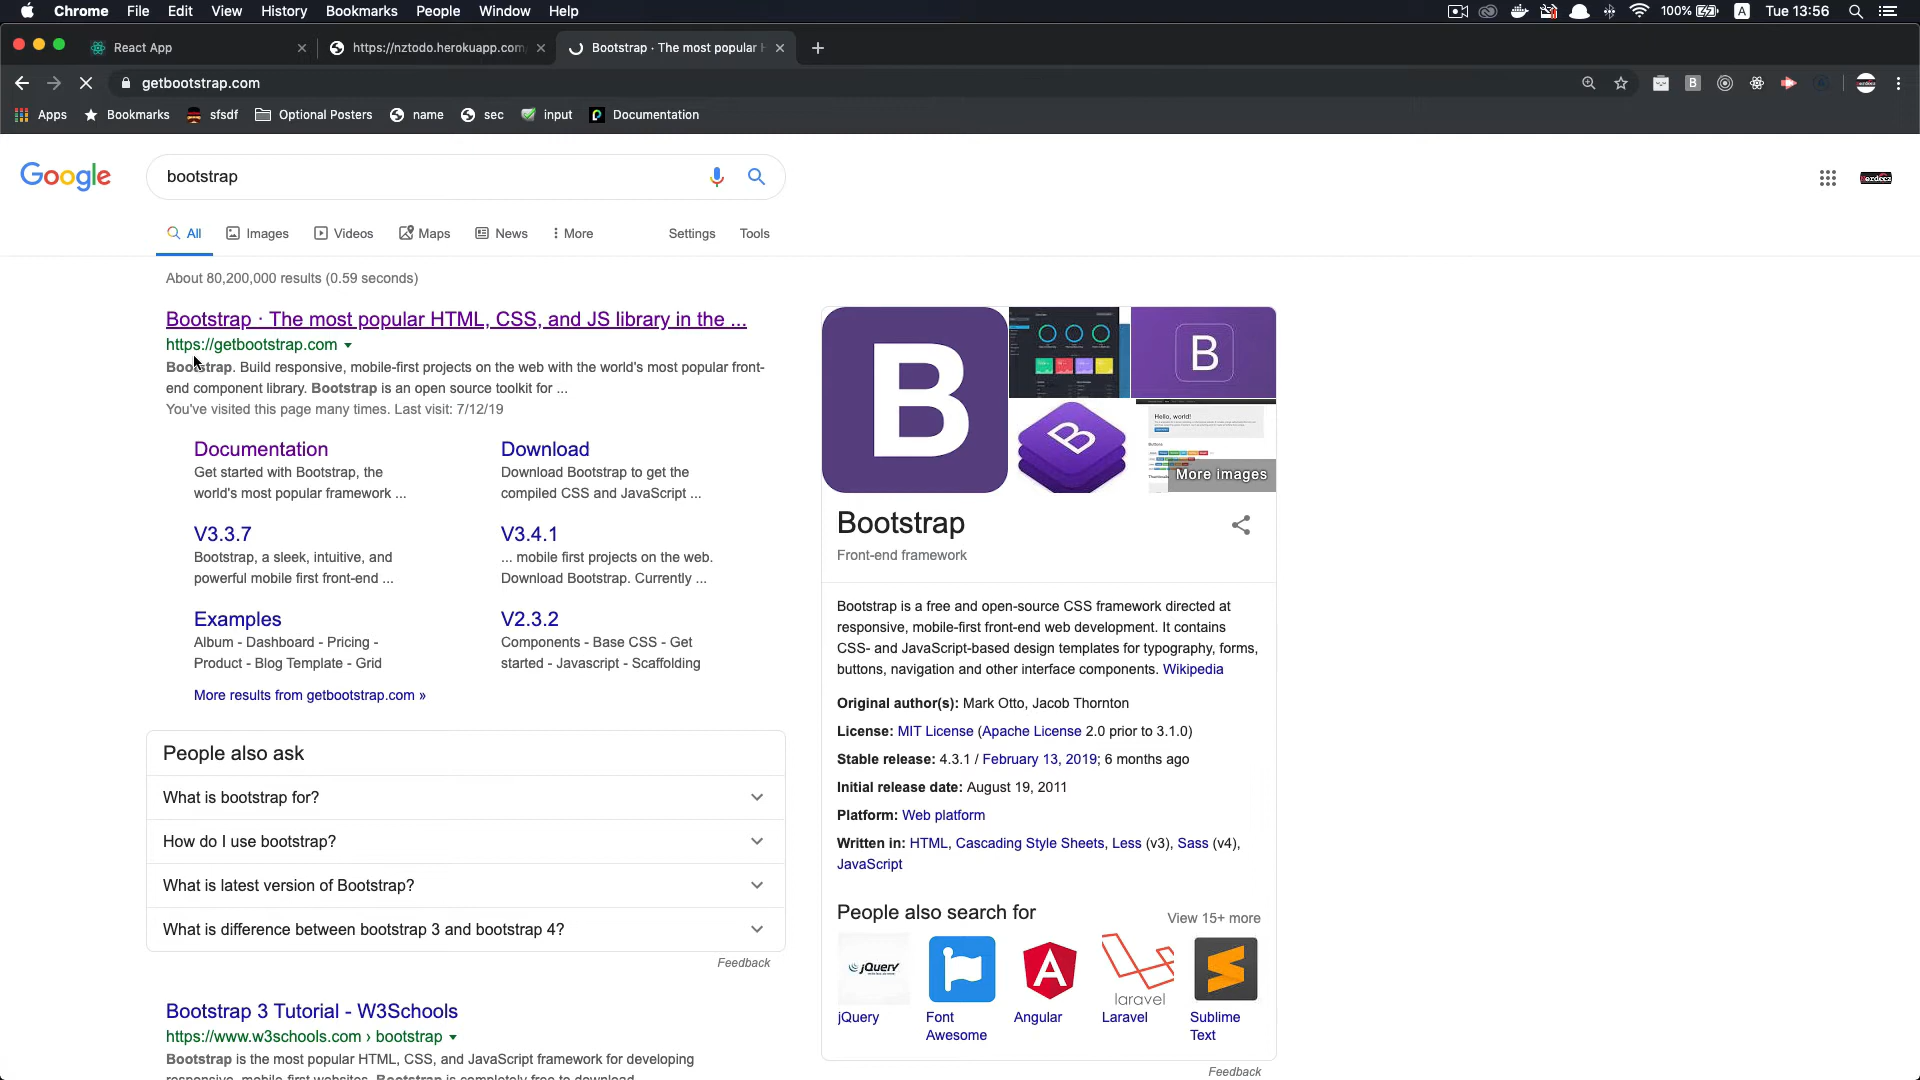 Chrome File Edit View History Bookmarks People Window Help
100% A Tue 13:56
React App
https://nztodo.herokuapp.com
Bootstrap · The most popular H
getbootstrap.com
Apps Bookmarks sfsdf Optional Posters name sec input Documentation
Google
bootstrap
All Images Videos Maps News More Settings Tools
About 80,200,000 results (0.59 seconds)
Bootstrap · The most popular HTML, CSS, and JS library in the ...
https://getbootstrap.com
Bootstrap. Build responsive, mobile-first projects on the web with the world's most popular front-
end component library. Bootstrap is an open source toolkit for ...
You've visited this page many times. Last visit: 7/12/19
Documentation
Get started with Bootstrap, the
world's most popular framework ...
Download
Download Bootstrap to get the
compiled CSS and JavaScript ...
V3.3.7
Bootstrap, a sleek, intuitive, and
powerful mobile first front-end ...
V3.4.1
... mobile first projects on the web.
Download Bootstrap. Currently ...
Examples
Album - Dashboard - Pricing -
Product - Blog Template - Grid
V2.3.2
Components - Base CSS - Get
started - Javascript - Scaffolding
More results from getbootstrap.com »
People also ask
What is bootstrap for?
How do I use bootstrap?
What is latest version of Bootstrap?
What is difference between bootstrap 3 and bootstrap 4?
Feedback
Bootstrap 3 Tutorial - W3Schools
https://www.w3schools.com › bootstrap
Bootstrap is the most popular HTML, CSS, and JavaScript framework for developing
responsive, mobile-first websites. Bootstrap is completely free to download
B
B
B
Hello, world!
More images
Bootstrap
Front-end framework
Bootstrap is a free and open-source CSS framework directed at
responsive, mobile-first front-end web development. It contains
CSS- and JavaScript-based design templates for typography, forms,
buttons, navigation and other interface components. Wikipedia
Original author(s): Mark Otto, Jacob Thornton
License: MIT License (Apache License 2.0 prior to 3.1.0)
Stable release: 4.3.1 / February 13, 2019; 6 months ago
Initial release date: August 19, 2011
Platform: Web platform
Written in: HTML, Cascading Style Sheets, Less (v3), Sass (v4),
JavaScript
People also search for
View 15+ more
jQuery
laravel
jQuery
Font
Awesome
Angular
Laravel
Sublime
Text
Feedback